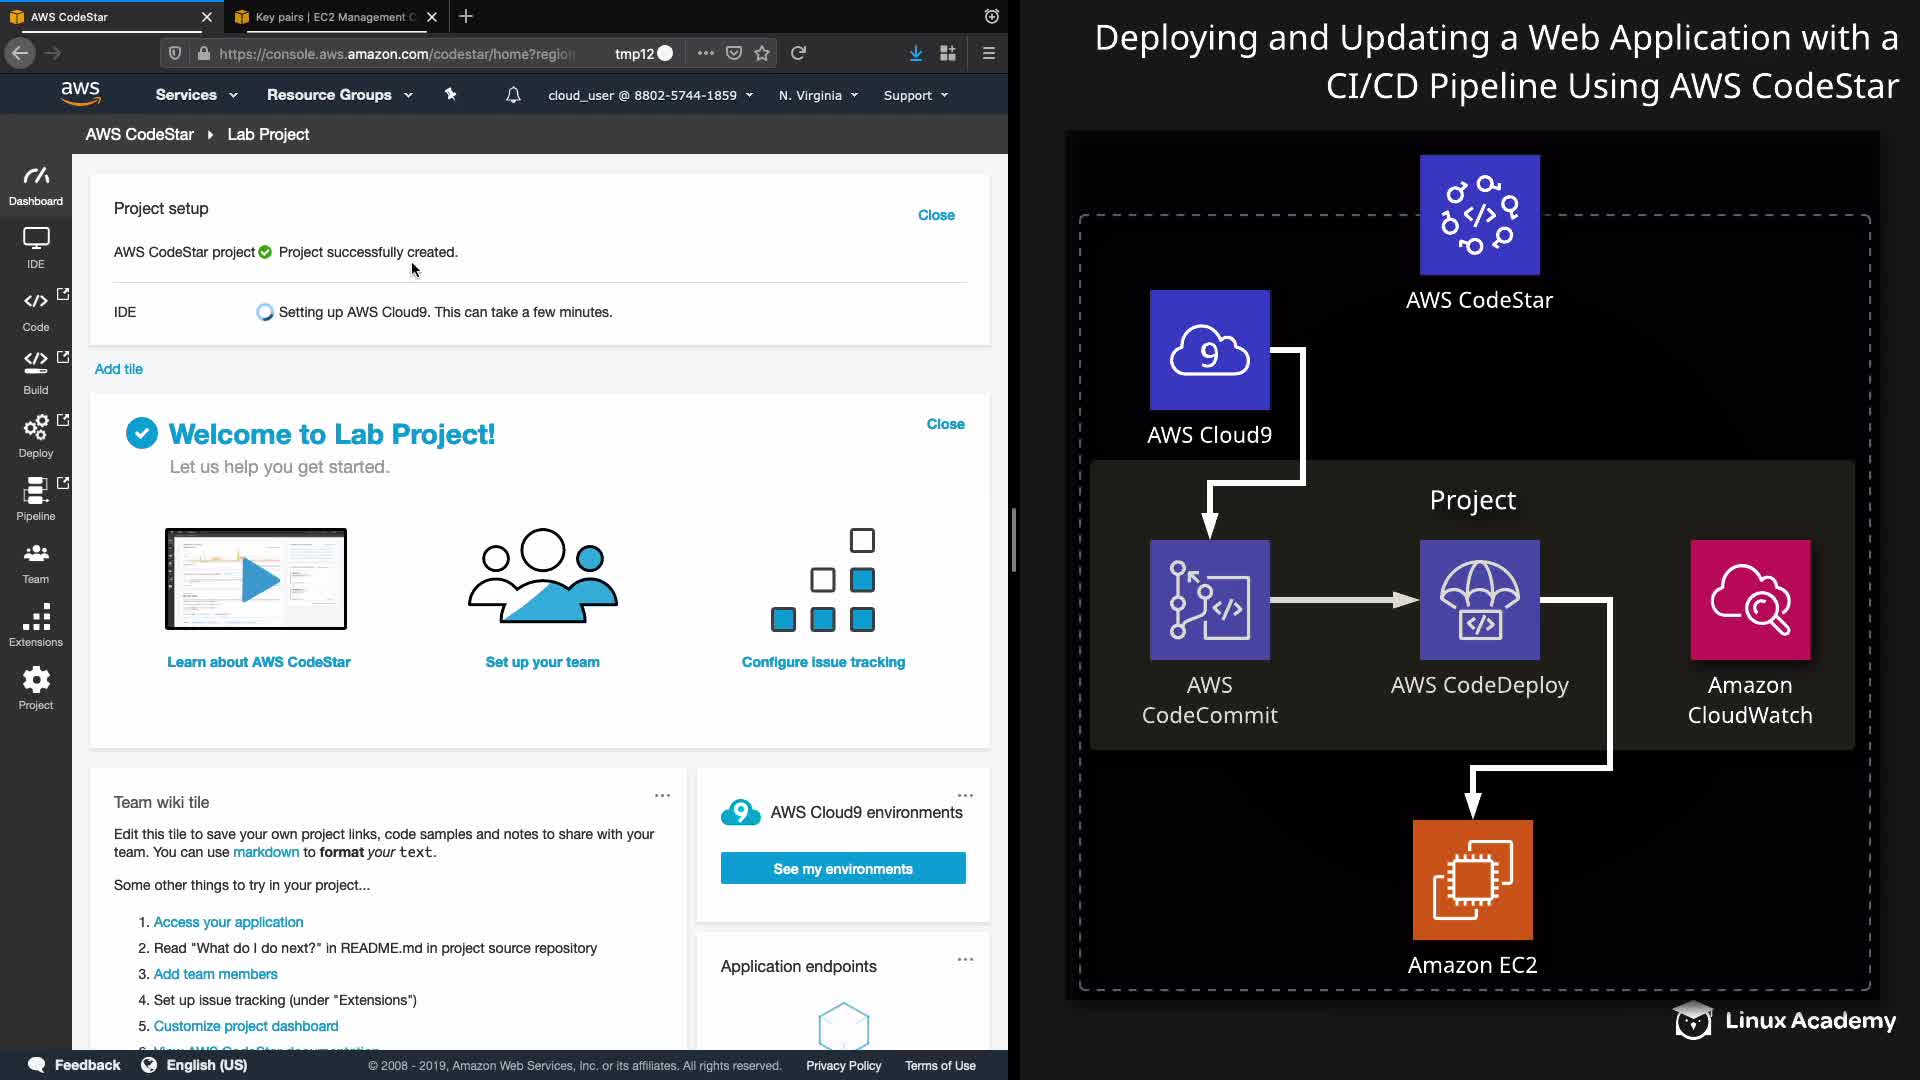 AWS CodeStar
Key pairs | EC2 Management C
https://console.aws.amazon.com/codestar/home?region
tmp12
aws
Services
Resource Groups
cloud_user @ 8802-5744-1859
N. Virginia
Support
AWS CodeStar
Lab Project
Dashboard
IDE
Code
Build
Deploy
Pipeline
Team
Extensions
Project
Project setup
Close
AWS CodeStar project
Project successfully created.
IDE
Setting up AWS Cloud9. This can take a few minutes.
Add tile
Welcome to Lab Project!
Close
Let us help you get started.
Learn about AWS CodeStar
Set up your team
Configure issue tracking
Team wiki tile
Edit this tile to save your own project links, code samples and notes to share with your
team. You can use markdown to format your text.
Some other things to try in your project...
1. Access your application
2. Read "What do I do next?" in README.md in project source repository
3. Add team members
4. Set up issue tracking (under "Extensions")
5. Customize project dashboard
6. View AWS CodeStar documentation
9
AWS Cloud9 environments
See my environments
Application endpoints
Feedback
English (US)
© 2008 - 2019, Amazon Web Services, Inc. or its affiliates. All rights reserved.
Privacy Policy
Terms of Use
Deploying and Updating a Web Application with a
CI/CD Pipeline Using AWS CodeStar
AWS CodeStar
9
AWS Cloud9
Project
AWS
CodeCommit
AWS CodeDeploy
Amazon
CloudWatch
Amazon EC2
Linux Academy